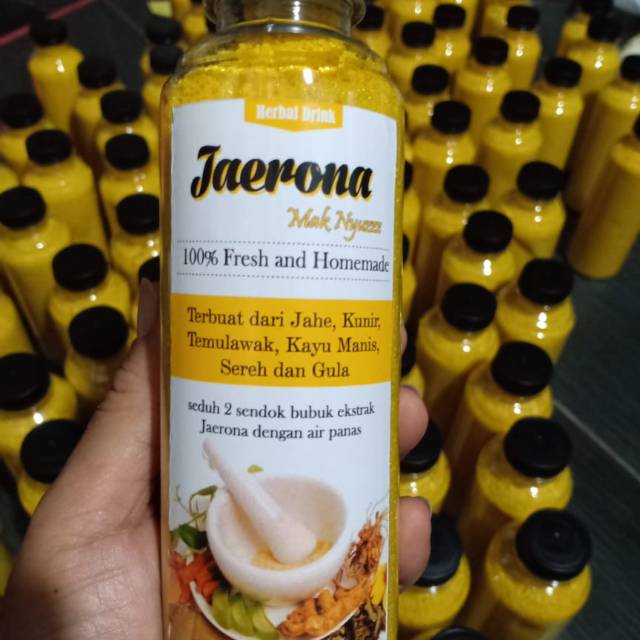 Herbal Drink
Jaerona
Mak Nyuzzz
100% Fresh and Homemade
Terbuat dari Jahe, Kunir,
Temulawak, Kayu Manis,
Sereh dan Gula
seduh 2 sendok bubuk ekstrak
Jaerona dengan air panas